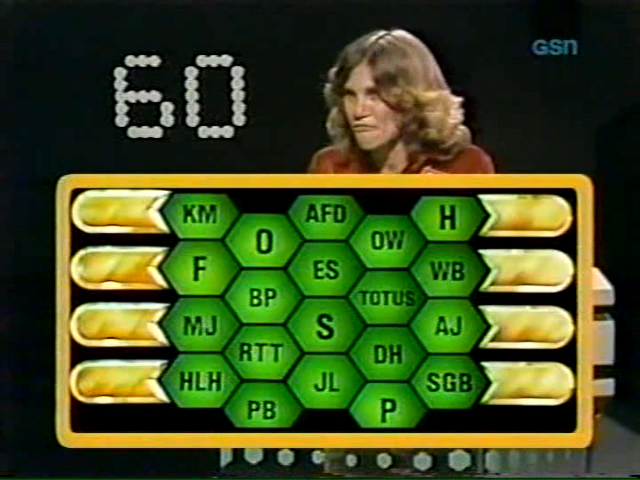 GSN
60
KM AFD H
O OW
F ES WB
BP TOTUS
MJ S AJ
RTT DH
HLH JL SGB
PB P